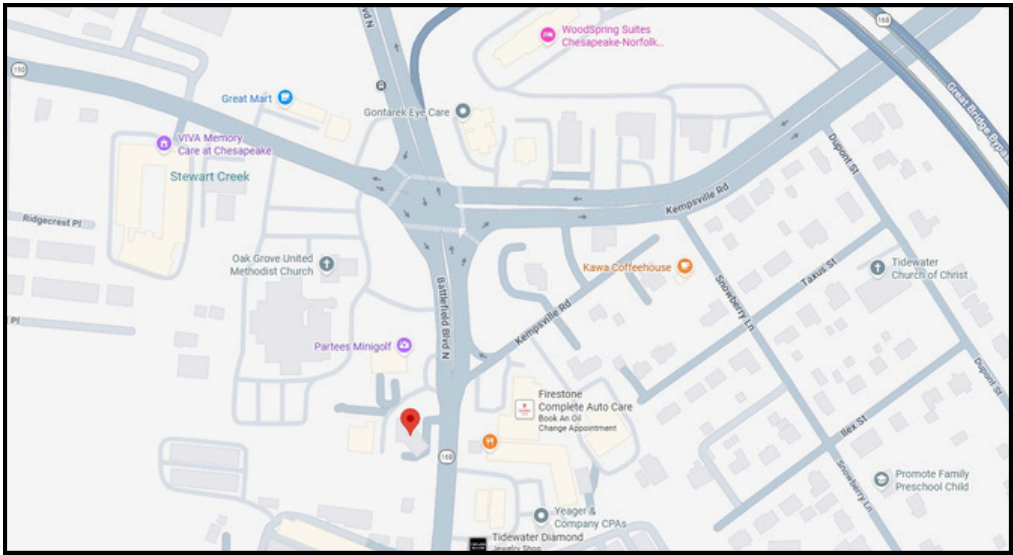 vd N
168
WoodSpring Suites
Chesapeake-Norfolk...
190
Great Mart
Gontarek Eye Care
Great Bridge Bypas
VIVA Memory
Care at Chesapeake
Stewart Creek
Dupont St
Kempsville Rd
Ridgecrest Pl
Oak Grove United
Methodist Church
Kawa Coffeehouse
Taxus St
Tidewater
Church of Christ
Snowberry Ln
Battlefield Blvd N
Kempsville Rd
Pl
Partees Minigolf
Dupont St
Firestone
Complete Auto Care
Book An Oil
Change Appointment
Ilex St
168
Snowberry Ln
Promote Family
Preschool Child
Yeager &
Company CPAs
Tidewater Diamond
Jewelry Shop